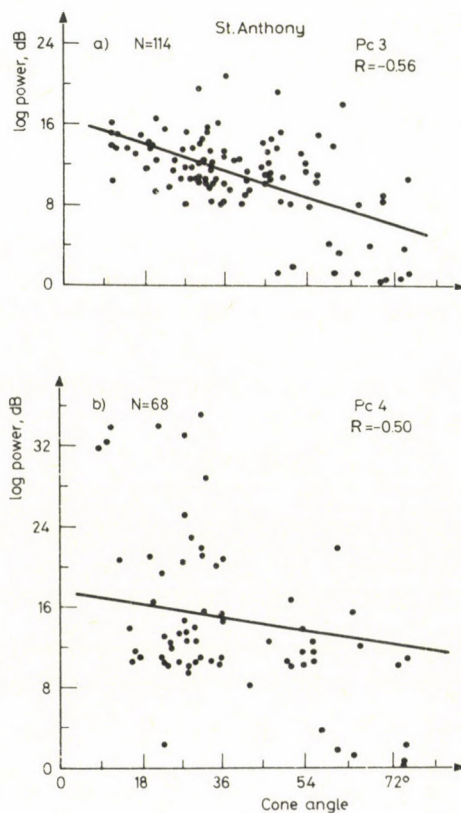 St. Anthony
a) N=114
Pc 3
R=-0.56
log power, dB
24
16
8
0
b) N=68
Pc 4
R=-0.50
log power, dB
32
24
16
8
0
0 18 36 54 72°
Cone angle